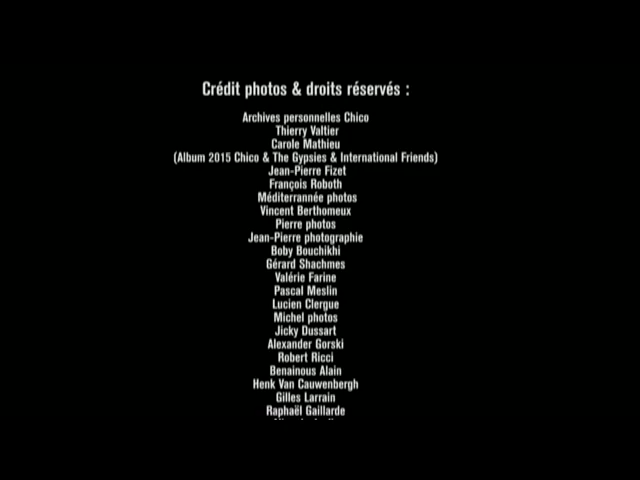 Crédit photos & droits réservés :
Archives personnelles Chico
Thierry Valtier
Carole Mathieu
(Album 2015 Chico & The Gypsies & International Friends)
Jean-Pierre Fizet
François Roboth
Méditerrannée photos
Vincent Berthomeux
Pierre photos
Jean-Pierre photographie
Boby Bouchikhi
Gérard Shachmes
Valérie Farine
Pascal Meslin
Lucien Clergue
Michel photos
Jicky Dussart
Alexander Gorski
Robert Ricci
Benainous Alain
Henk Van Cauwenbergh
Gilles Larrain
Raphaël Gaillarde